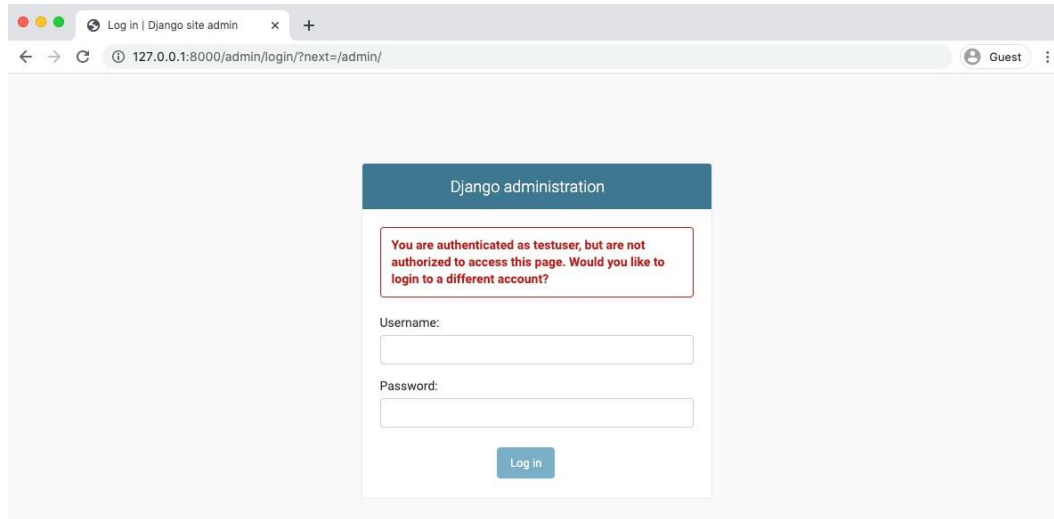 Log in | Django site admin
127.0.0.1:8000/admin/login/?next=/admin/
Guest
Django administration
You are authenticated as testuser, but are not
authorized to access this page. Would you like to
login to a different account?
Username:
Password:
Log in